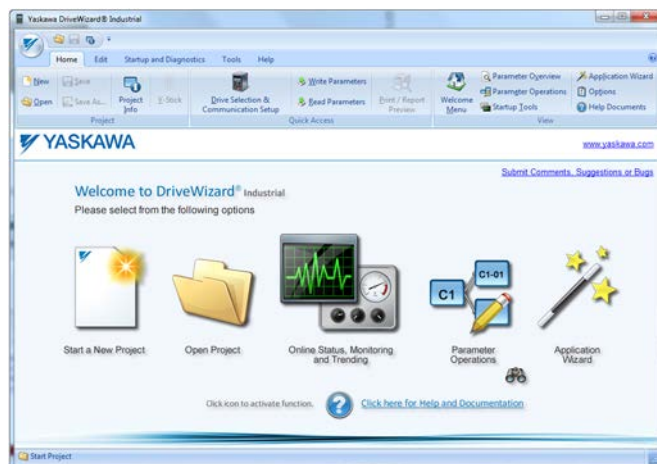 Yaskawa DriveWizard® Industrial
Home Edit Startup and Diagnostics Tools Help
New Save Write Parameters Parameter Overview Application Wizard
Open Save As... Project Info V-Stick Drive Selection & Communication Setup Read Parameters Print / Report Preview Welcome Menu Parameter Operations Options
Startup Tools Help Documents
Project Quick Access View
YASKAWA www.yaskawa.com
Submit Comments, Suggestions or Bugs
Welcome to DriveWizard® Industrial
Please select from the following options
C1-01
C1
Start a New Project Open Project Online Status, Monitoring and Trending Parameter Operations Application Wizard
Click icon to activate function. ? Click here for Help and Documentation
Start Project